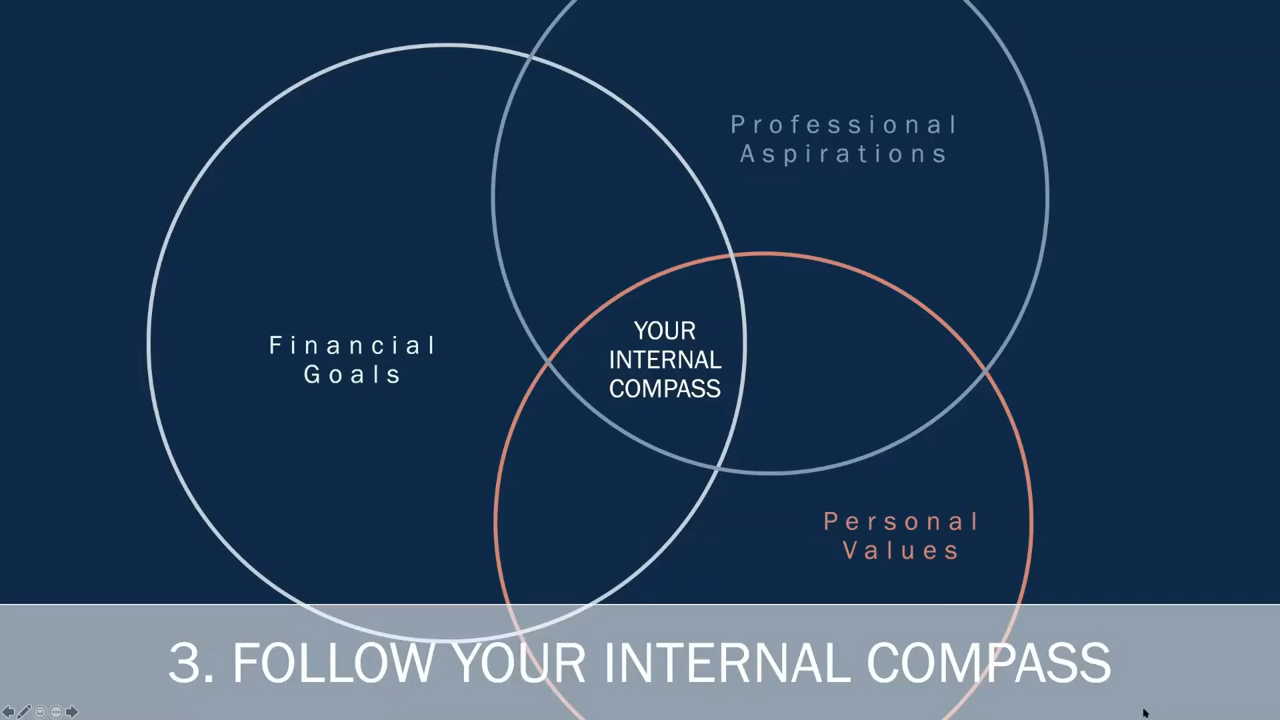 Professional
Aspirations
Financial
Goals
YOUR
INTERNAL
COMPASS
Personal
Values
3. FOLLOW YOUR INTERNAL COMPASS